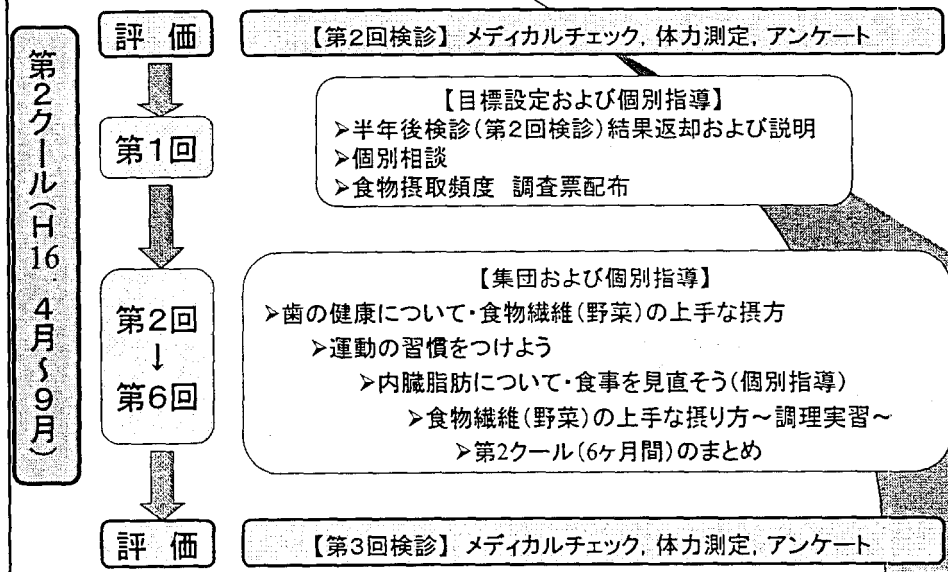 第2クール(H16 4月～9月)
評 価
【第2回検診】 メディカルチェック, 体力測定, アンケート
第1回
【目標設定および個別指導】
➢半年後検診(第2回検診)結果返却および説明
➢個別相談
➢食物摂取頻度 調査票配布
第2回
↓
第6回
【集団および個別指導】
➢歯の健康について・食物繊維(野菜)の上手な摂方
➢運動の習慣をつけよう
➢内臓脂肪について・食事を見直そう(個別指導)
➢食物繊維(野菜)の上手な摂り方～調理実習～
➢第2クール(6ヶ月間)のまとめ
評 価
【第3回検診】 メディカルチェック, 体力測定, アンケート